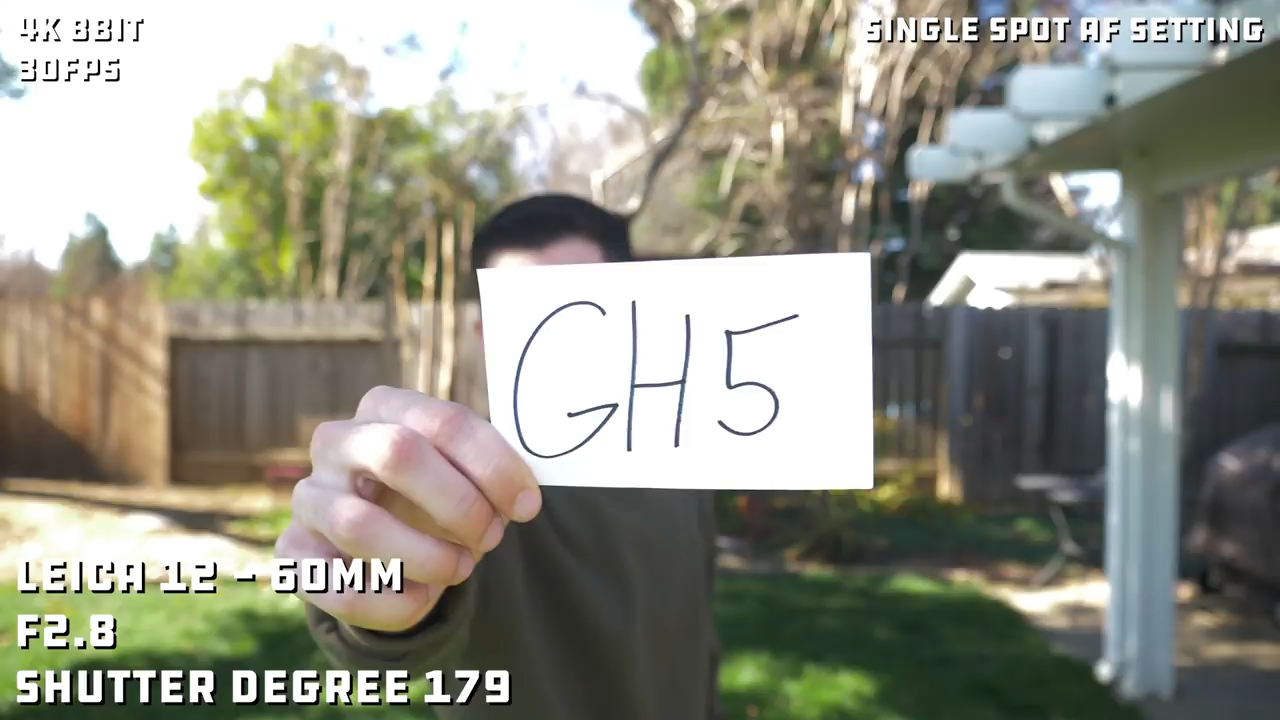 4K 8BIT
30FPS
SINGLE SPOT AF SETTING
GH5
LEICA 12 - 60MM
F2.8
SHUTTER DEGREE 179